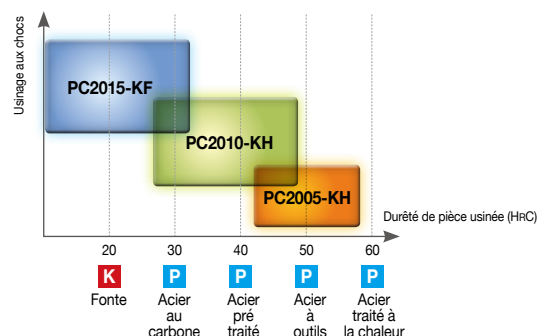 Usinage aux chocs
PC2015-KF
PC2010-KH
PC2005-KH
Durêté de pièce usinée (HRC)
20 30 40 50 60
K P P P P
Fonte Acier Acier Acier Acier
au pré à traité à
carbone traité outils la chaleur